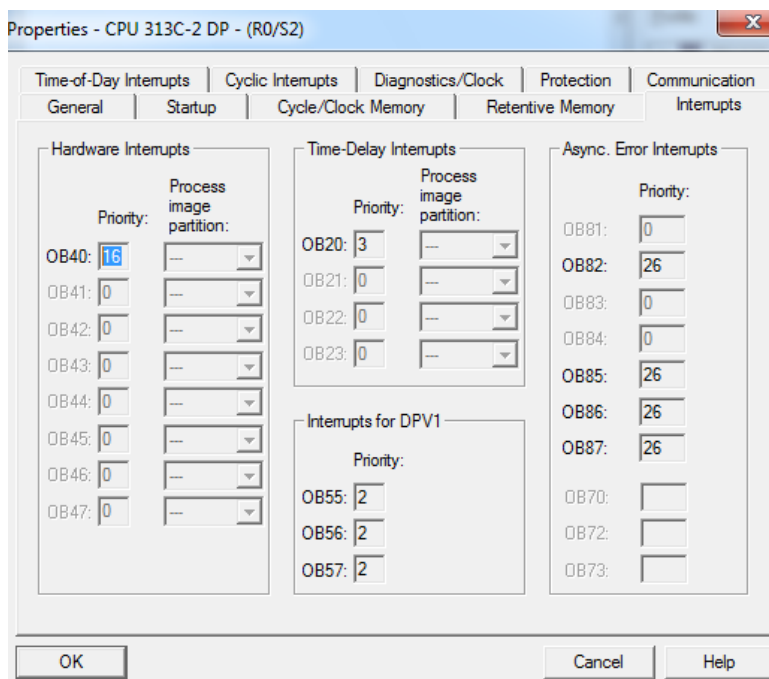 Properties - CPU 313C-2 DP - (R0/S2)
Time-of-Day Interrupts
Cyclic Interrupts
Diagnostics/Clock
Protection
Communication
General
Startup
Cycle/Clock Memory
Retentive Memory
Interrupts
Hardware Interrupts
Priority:
Process
image
partition:
OB40: 16 ---
OB41: 0 ---
OB42: 0 ---
OB43: 0 ---
OB44: 0 ---
OB45: 0 ---
OB46: 0 ---
OB47: 0 ---
Time-Delay Interrupts
Priority:
Process
image
partition:
OB20: 3 ---
OB21: 0 ---
OB22: 0 ---
OB23: 0 ---
Interrupts for DPV1
Priority:
OB55: 2
OB56: 2
OB57: 2
Async. Error Interrupts
Priority:
OB81: 0
OB82: 26
OB83: 0
OB84: 0
OB85: 26
OB86: 26
OB87: 26
OB70:
OB72:
OB73:
OK
Cancel
Help